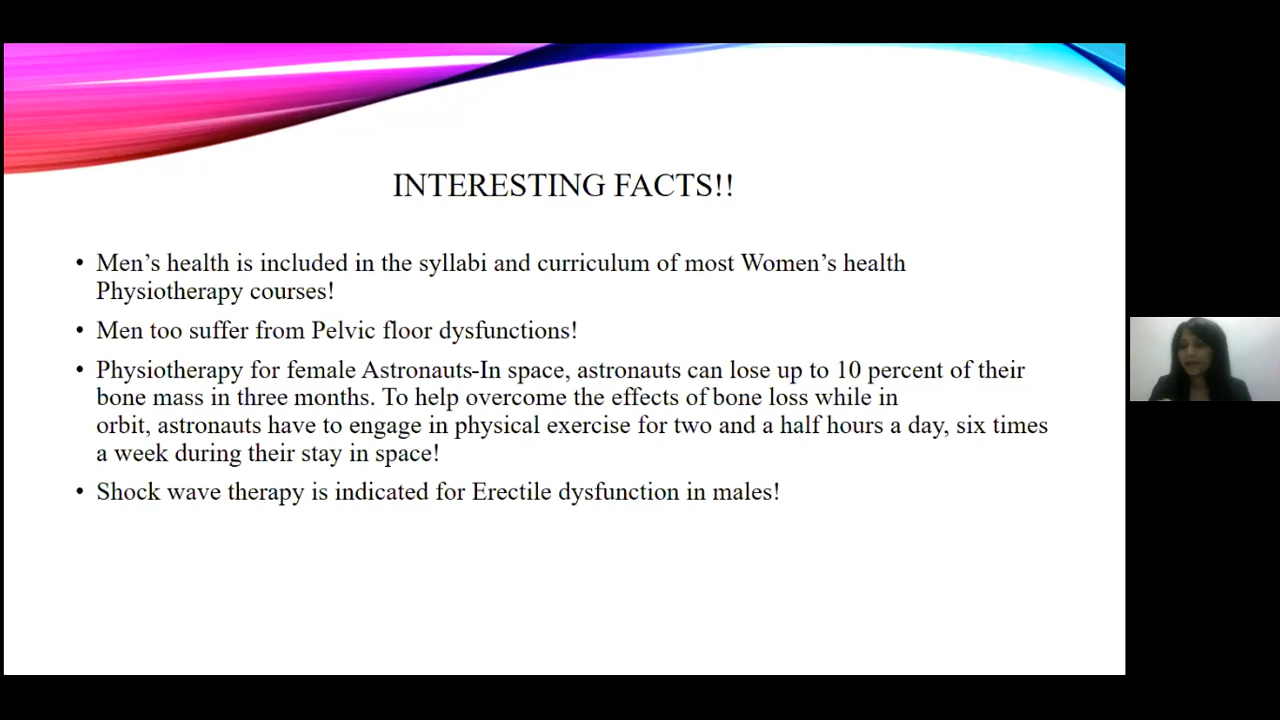 INTERESTING FACTS!!
• Men’s health is included in the syllabi and curriculum of most Women’s health
Physiotherapy courses!
• Men too suffer from Pelvic floor dysfunctions!
• Physiotherapy for female Astronauts-In space, astronauts can lose up to 10 percent of their
bone mass in three months. To help overcome the effects of bone loss while in
orbit, astronauts have to engage in physical exercise for two and a half hours a day, six times
a week during their stay in space!
• Shock wave therapy is indicated for Erectile dysfunction in males!